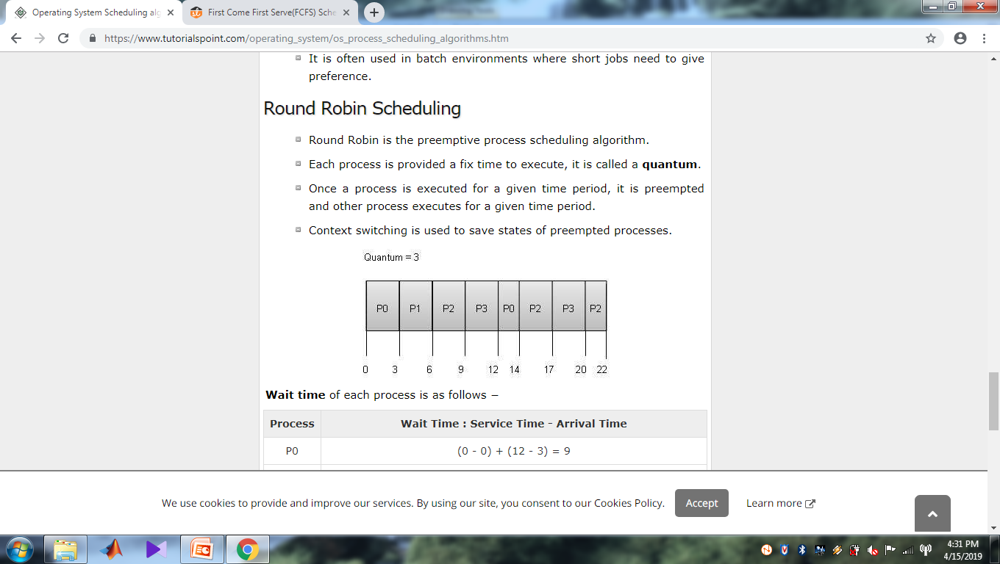 Operating System Scheduling alg
First Come First Serve(FCFS) Sche
https://www.tutorialspoint.com/operating_system/os_process_scheduling_algorithms.htm
It is often used in batch environments where short jobs need to give
preference.
Round Robin Scheduling
Round Robin is the preemptive process scheduling algorithm.
Each process is provided a fix time to execute, it is called a quantum.
Once a process is executed for a given time period, it is preempted
and other process executes for a given time period.
Context switching is used to save states of preempted processes.
Quantum = 3
P0 P1 P2 P3 P0 P2 P3 P2
0 3 6 9 12 14 17 20 22
Wait time of each process is as follows −
Process Wait Time : Service Time - Arrival Time
P0 (0 - 0) + (12 - 3) = 9
We use cookies to provide and improve our services. By using our site, you consent to our Cookies Policy. Accept Learn more
4:31 PM
4/15/2019